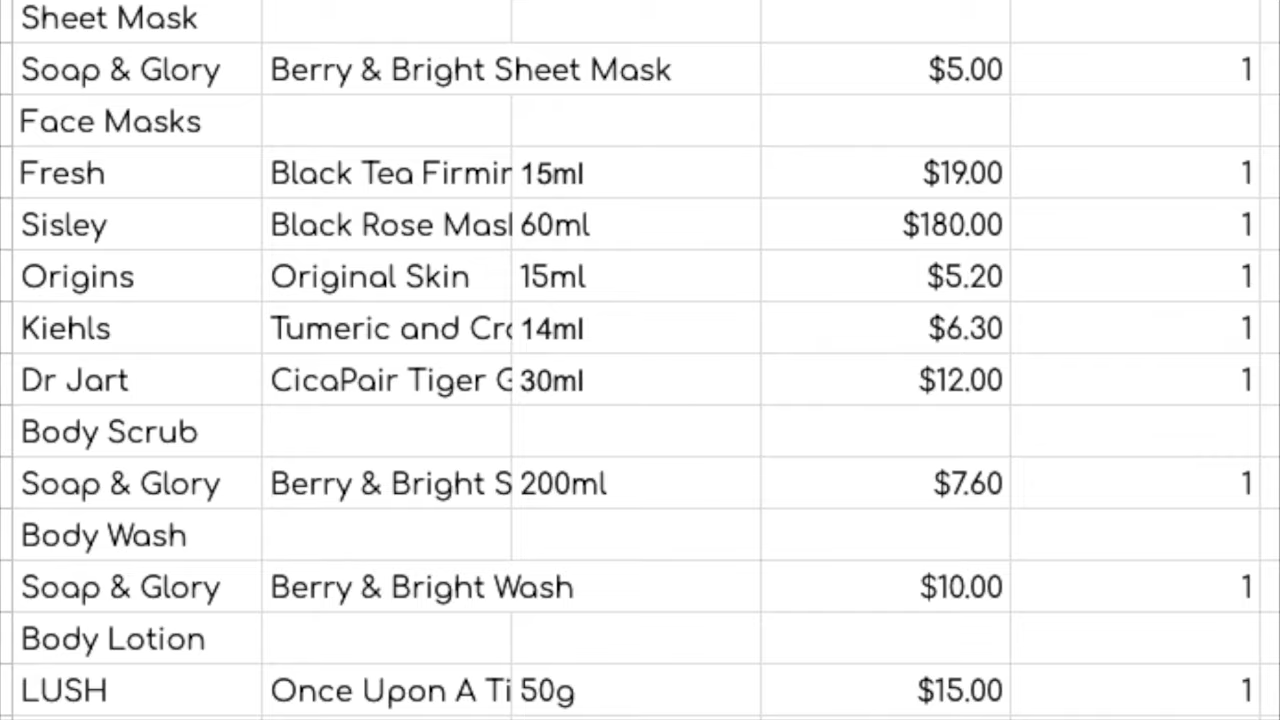 Sheet Mask
Soap & Glory Berry & Bright Sheet Mask $5.00 1
Face Masks
Fresh Black Tea Firmin 15ml $19.00 1
Sisley Black Rose Mask 60ml $180.00 1
Origins Original Skin 15ml $5.20 1
Kiehls Tumeric and Cra 14ml $6.30 1
Dr Jart CicaPair Tiger G 30ml $12.00 1
Body Scrub
Soap & Glory Berry & Bright S 200ml $7.60 1
Body Wash
Soap & Glory Berry & Bright Wash $10.00 1
Body Lotion
LUSH Once Upon A Ti 50g $15.00 1